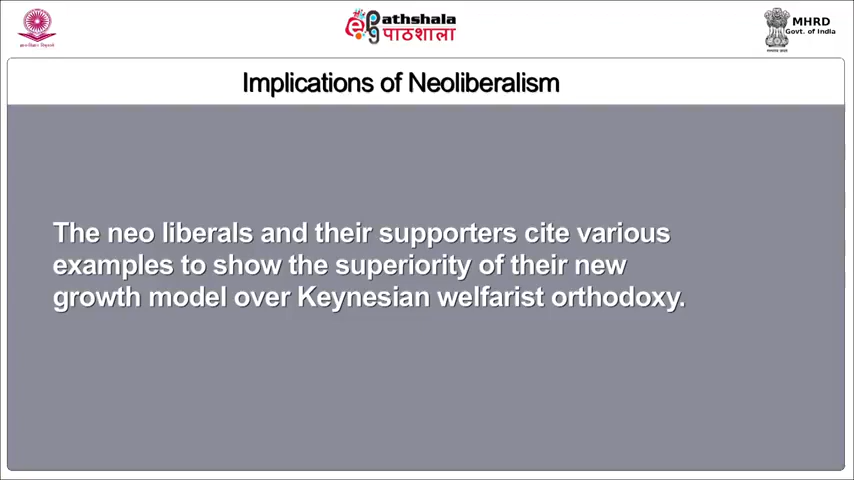 Pathshala
पाठशाला
MHRD
Govt. of India
Implications of Neoliberalism
The neo liberals and their supporters cite various
examples to show the superiority of their new
growth model over Keynesian welfarist orthodoxy.